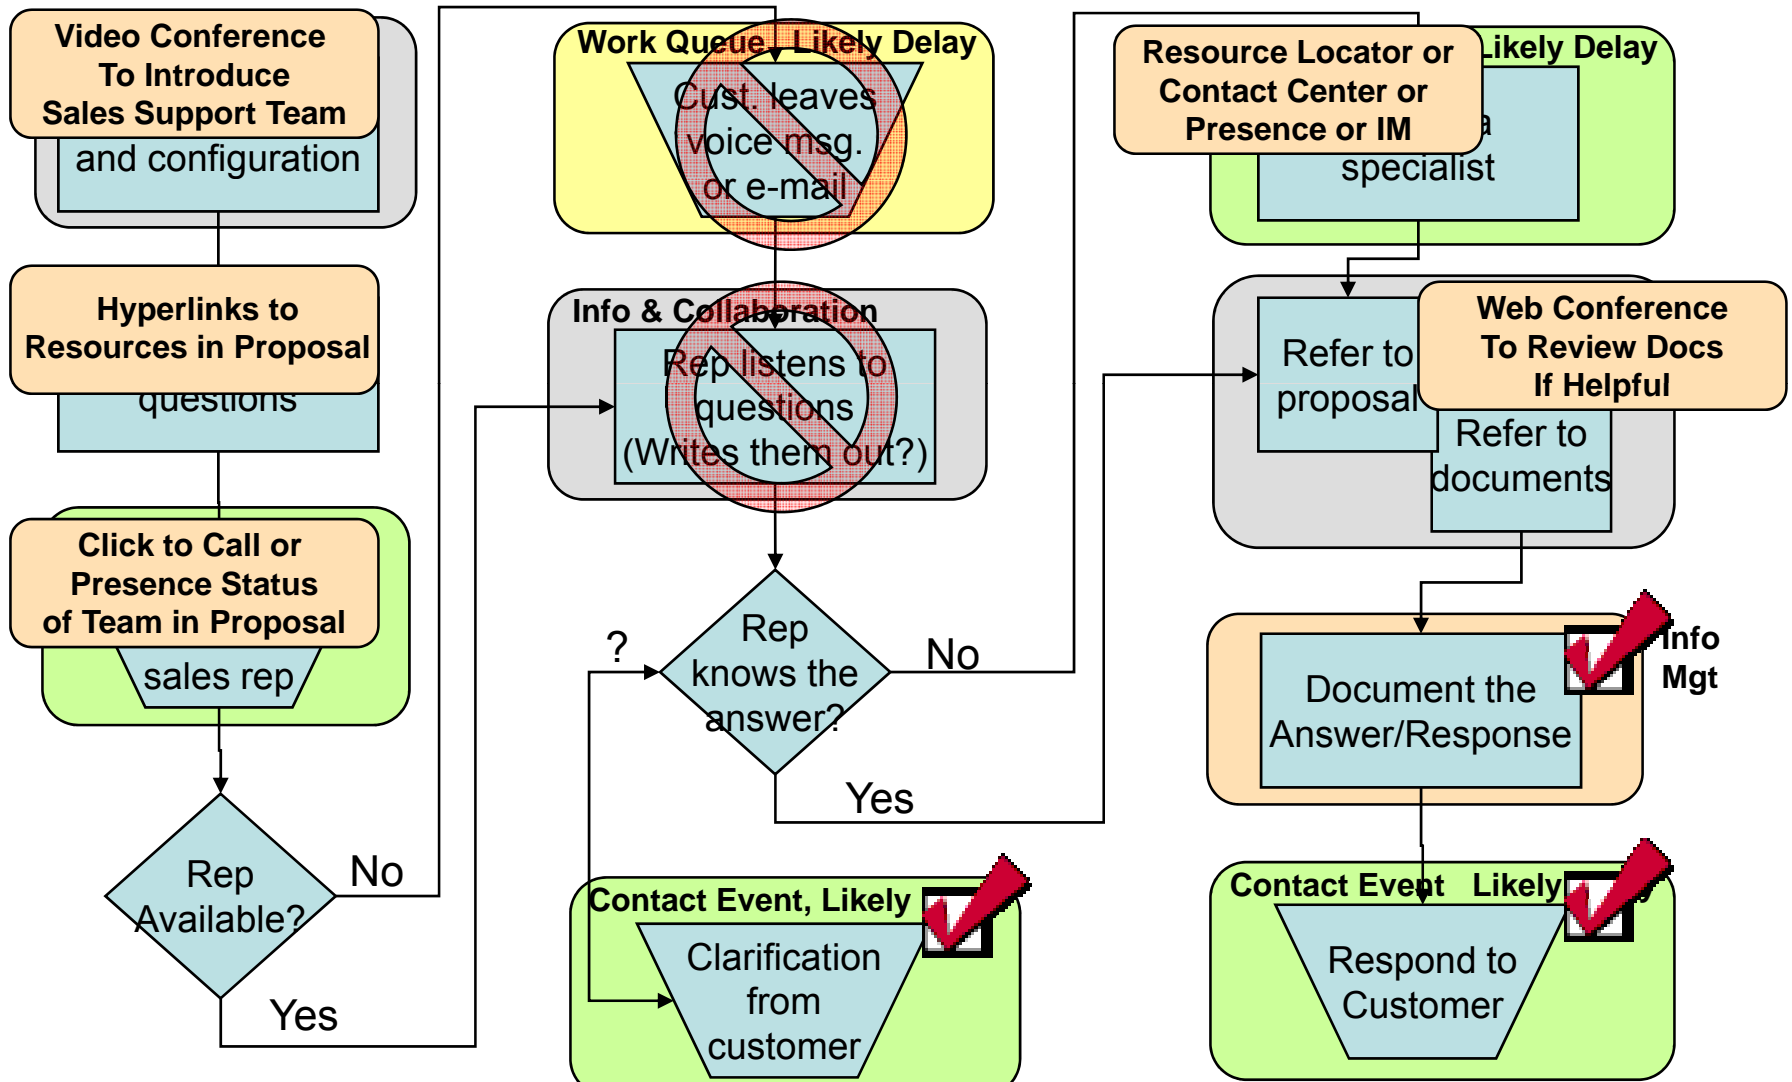 Video Conference
To Introduce
Sales Support Team
and configuration
Hyperlinks to
Resources in Proposal
questions
Click to Call or
Presence Status
of Team in Proposal
sales rep
Rep
Available?
No
Yes
Work Queue Likely Delay
Cust. leaves
voice msg.
or e-mail
Info & Collaboration
Rep listens to
questions
(Writes them out?)
Rep
knows the
answer?
?
No
Yes
Contact Event, Likely
Clarification
from
customer
Resource Locator or
Contact Center or
Presence or IM
Likely Delay
a
specialist
Refer to
proposal
Web Conference
To Review Docs
If Helpful
Refer to
documents
Info
Mgt
Document the
Answer/Response
Contact Event Likely
Respond to
Customer